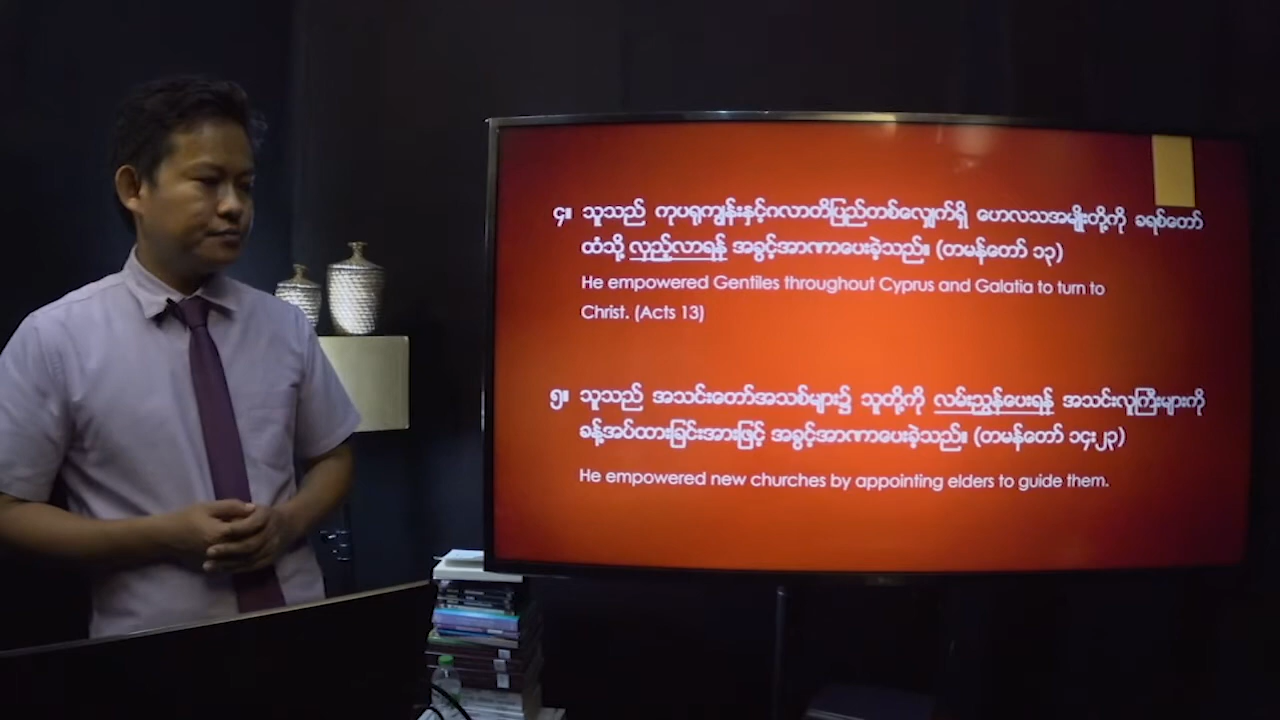 ၄။ သူသည် ကုပရုကျွန်းနှင့်ဂလာတိပြည်တစ်လျှောက်ရှိ ဟေလသအမျိုးတို့ကို ခရစ်တော်
ထံသို့ လှည့်လာရန် အခွင့်အာဏာပေးခဲ့သည်။ (တမန်တော် ၁၃)
He empowered Gentiles throughout Cyprus and Galatia to turn to
Christ. (Acts 13)
၅။ သူသည် အသင်းတော်အသစ်များ၌ သူတို့ကို လမ်းညွှန်ပေးရန် အသင်းလူကြီးများကို
ခန့်အပ်ထားခြင်းအားဖြင့် အခွင့်အာဏာပေးခဲ့သည်။ (တမန်တော် ၁၄း၂၃)
He empowered new churches by appointing elders to guide them.